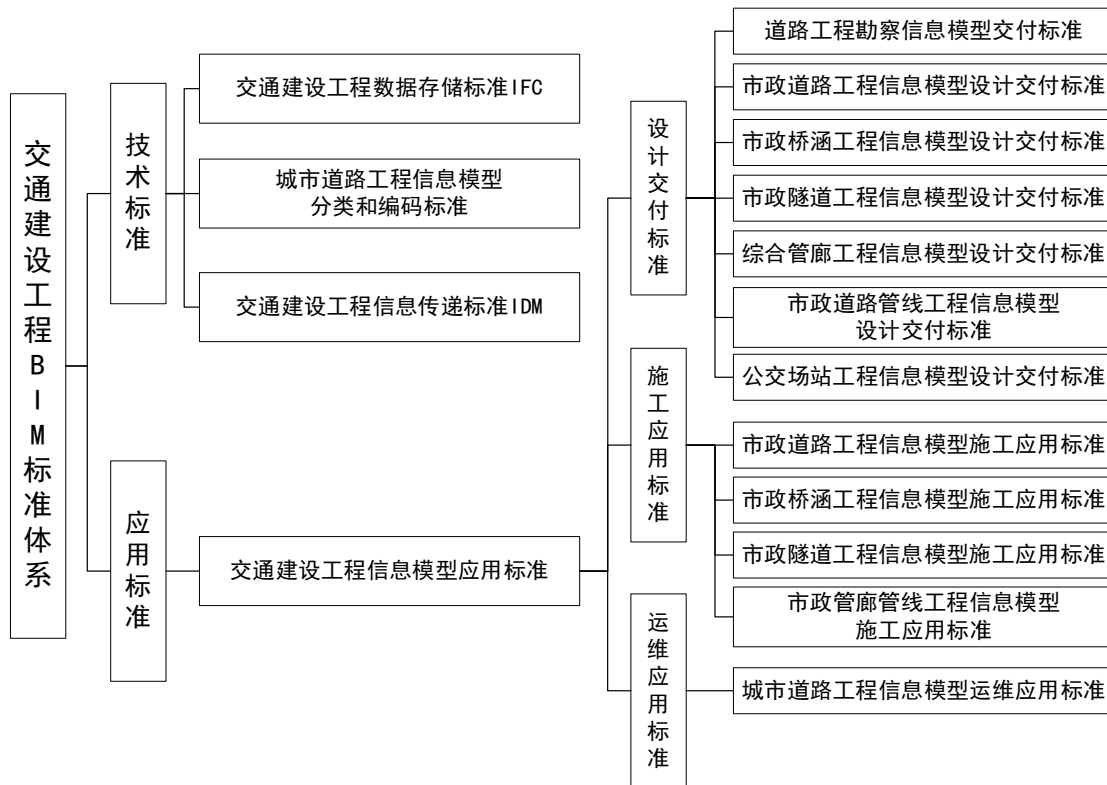 交通建设工程BIM标准体系
技术标准
交通建设工程数据存储标准IFC
城市道路工程信息模型
分类和编码标准
交通建设工程信息传递标准IDM
应用标准
交通建设工程信息模型应用标准
设计交付标准
道路工程勘察信息模型交付标准
市政道路工程信息模型设计交付标准
市政桥涵工程信息模型设计交付标准
市政隧道工程信息模型设计交付标准
综合管廊工程信息模型设计交付标准
市政道路管线工程信息模型
设计交付标准
公交场站工程信息模型设计交付标准
施工应用标准
市政道路工程信息模型施工应用标准
市政桥涵工程信息模型施工应用标准
市政隧道工程信息模型施工应用标准
市政管廊管线工程信息模型
施工应用标准
运维应用标准
城市道路工程信息模型运维应用标准